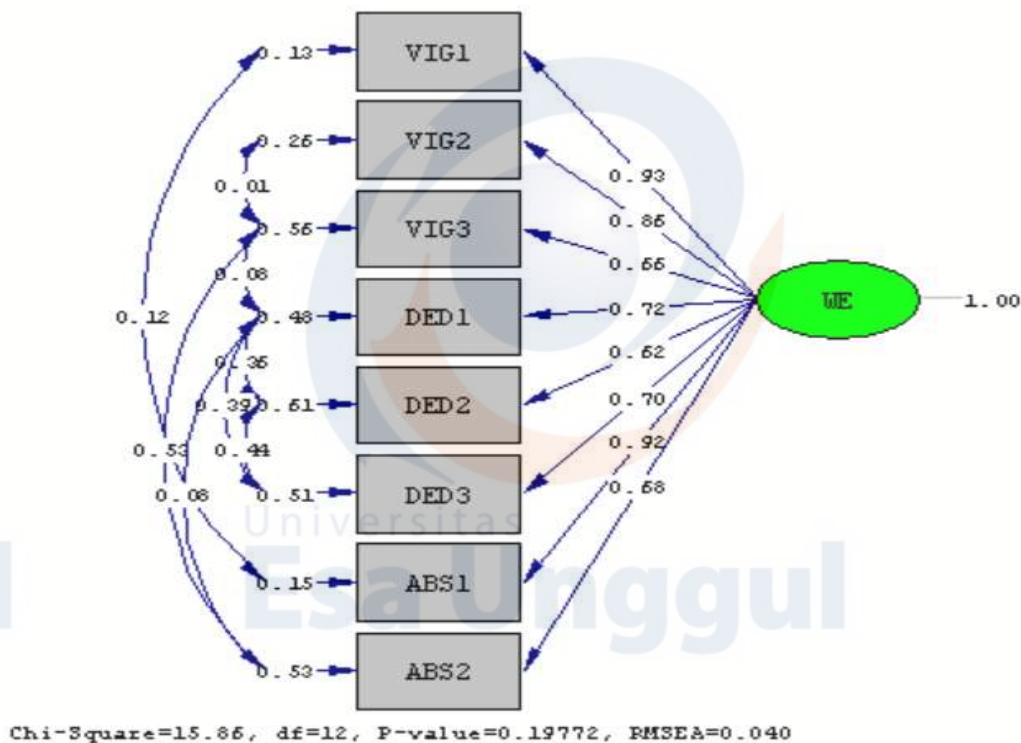 0.13 VIG1
0.26 VIG2
0.01
0.93
0.86
0.56 VIG3
0.66
0.08
WE 1.00
0.12 0.48 DED1
0.72
0.62
0.35
0.39 0.61 DED2
0.70
0.53 0.44
0.92
0.08 0.51 DED3
0.68
Universitas
Esa Unggul
0.15 ABS1
0.53 ABS2
Chi-Square=15.86, df=12, P-value=0.19772, RMSEA=0.040